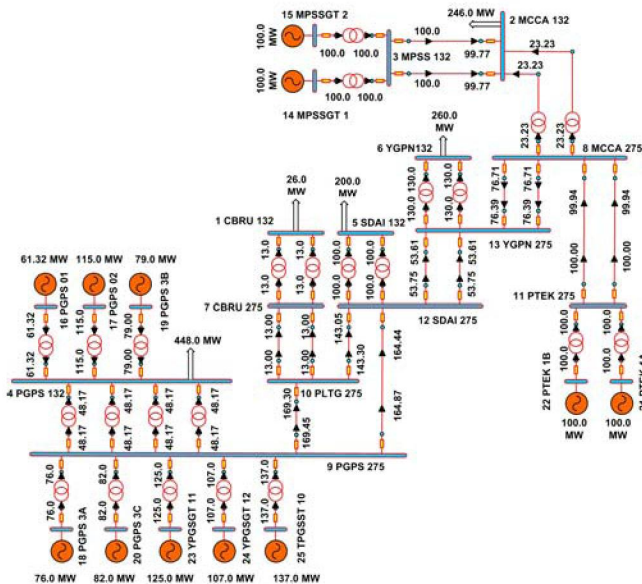 15 MPSSGT 2
246.0 MW
2 MCCA 132
100.0
MW
100.0
100.0
100.0
99.77
23.23
3 MPSS 132
23.23
100.0
MW
100.0
100.0
100.0
99.77
14 MPSSGT 1
260.0
MW
23.23
23.23
6 YGPN132
8 MCCA 275
26.0
MW
200.0
MW
130.0
130.0
130.0
130.0
76.71
76.39
76.71
76.39
99.94
99.94
1 CBRU 132
5 SDAI 132
13 YGPN 275
13.0
13.0
13.0
13.0
100.0
100.0
100.0
100.0
53.61
53.75
53.61
53.75
100.00
100.00
61.32 MW
115.0 MW
79.0 MW
7 CBRU 275
12 SDAI 275
11 PTEK 275
16 PGPS 01
17 PGPS 02
19 PGPS 3B
13.00
13.00
13.00
13.00
143.05
143.30
164.44
100.0
100.0
100.0
100.0
61.32
61.32
115.0
115.0
79.00
79.00
448.0 MW
10 PLTG 275
22 PTEK 1B
4 PGPS 132
169.30
169.45
164.87
100.0
MW
100.0
MW
48.17
48.17
48.17
48.17
48.17
48.17
48.17
48.17
9 PGPS 275
76.0
76.0
82.0
82.0
125.0
125.0
107.0
107.0
137.0
137.0
18 PGPS 3A
20 PGPS 3C
23 YPGSGT 11
24 YPGSGT 12
25 TPGSST 10
76.0 MW
82.0 MW
125.0 MW
107.0 MW
137.0 MW